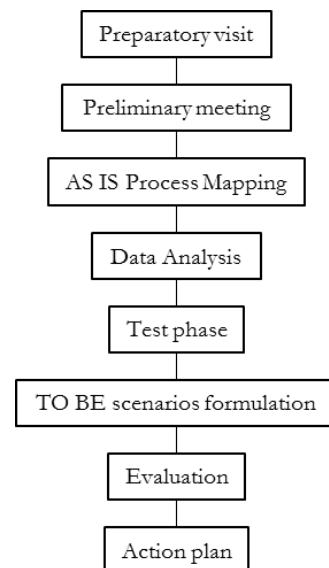 Preparatory visit
Preliminary meeting
AS IS Process Mapping
Data Analysis
Test phase
TO BE scenarios formulation
Evaluation
Action plan